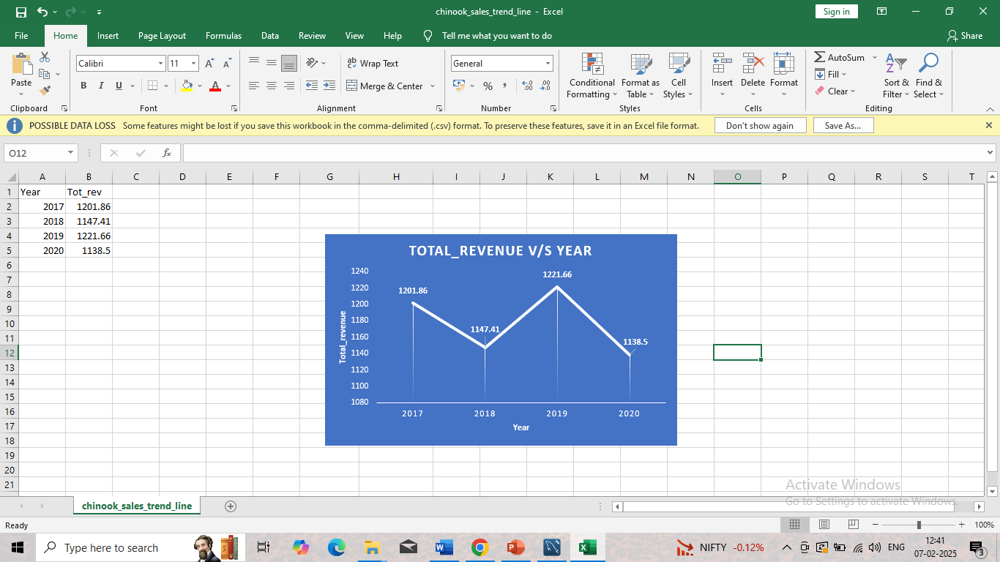 chinook_sales_trend_line - Excel
Sign in
File Home Insert Page Layout Formulas Data Review View Help Tell me what you want to do Share
Paste
Clipboard
Calibri 11
B I U A
Font
ab Wrap Text
Merge & Center
Alignment
General
% ,
Number
Conditional Formatting
Format as Table
Cell Styles
Styles
Insert Delete Format
Cells
AutoSum
Fill
Clear
Sort & Filter
Find & Select
Editing
POSSIBLE DATA LOSS Some features might be lost if you save this workbook in the comma-delimited (.csv) format. To preserve these features, save it in an Excel file format. Don't show again Save As...
O12 fx
A B C D E F G H I J K L M N O P Q R S T
1 Year Tot_rev
2 2017 1201.86
3 2018 1147.41
4 2019 1221.66
5 2020 1138.5
6
7
8
9
10
11
12
13
14
15
16
17
18
19
20
21
TOTAL_REVENUE V/S YEAR
1240
1220
1200
1180
1160
1140
1120
1100
1080
Total_revenue
1201.86
1147.41
1221.66
1138.5
2017 2018 2019 2020
Year
Activate Windows
Go to Settings to activate Windows.
chinook_sales_trend_line
Ready
100%
Type here to search
NIFTY -0.12%
ENG
12:41
07-02-2025
3